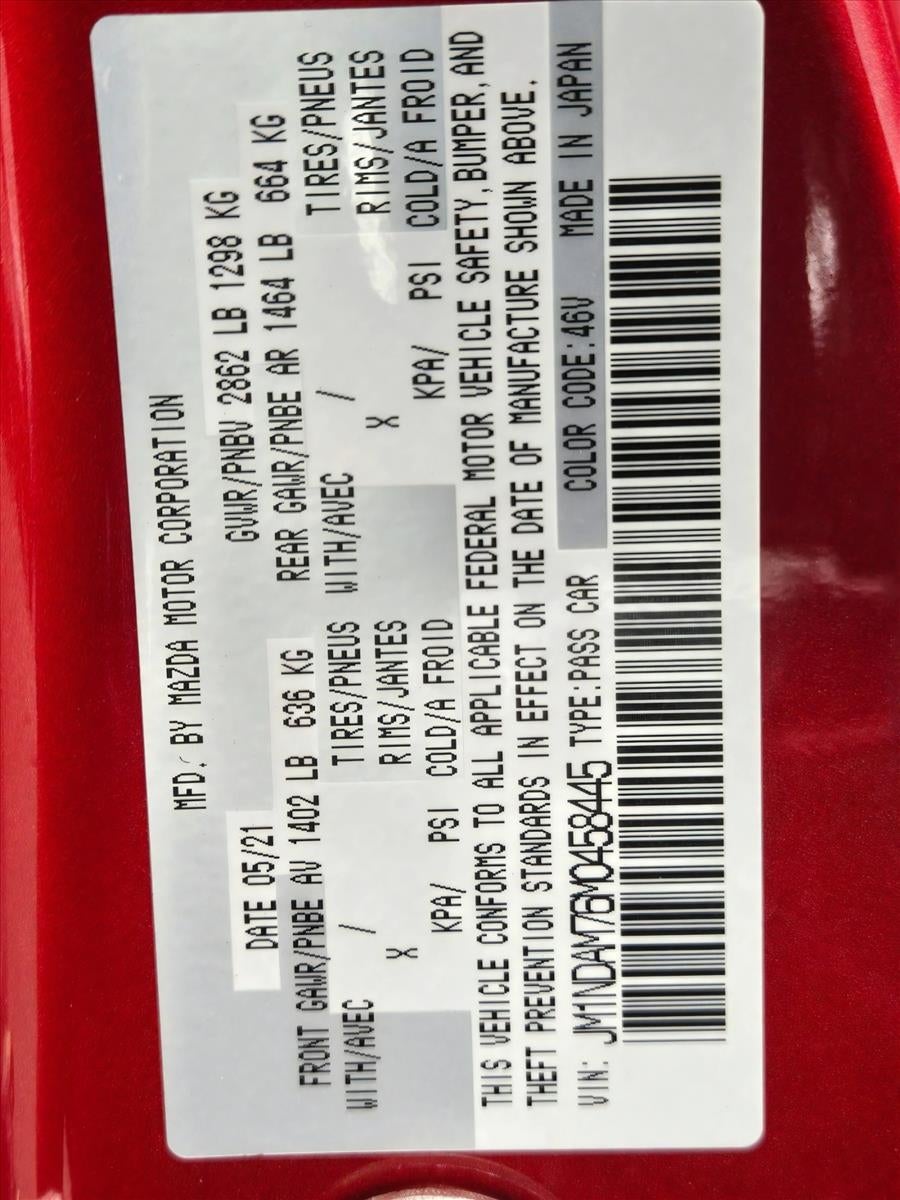 MFD. BY MAZDA MOTOR CORPORATION
DATE 05/21 GVWR/PNBV 2862 LB 1298 KG
FRONT GAWR/PNBE AV 1402 LB 636 KG REAR GAWR/PNBE AR 1464 LB 664 KG
WITH/AVEC / TIRES/PNEUS WITH/AVEC / TIRES/PNEUS
X RIMS/JANTES X RIMS/JANTES
KPA/ PSI COLD/A FROID KPA/ PSI COLD/A FROID
THIS VEHICLE CONFORMS TO ALL APPLICABLE FEDERAL MOTOR VEHICLE SAFETY, BUMPER, AND
THEFT PREVENTION STANDARDS IN EFFECT ON THE DATE OF MANUFACTURE SHOWN ABOVE.
VIN: JM1NDAM76M0458445 TYPE:PASS CAR COLOR CODE:46V MADE IN JAPAN